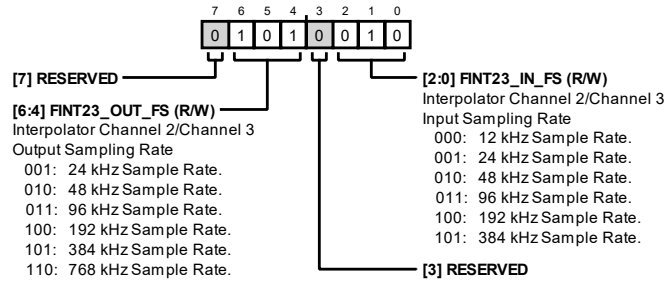 7 6 5 4 3 2 1 0
0 1 0 1 0 0 1 0
[7] RESERVED
[6:4] FINT23_OUT_FS (R/W)
Interpolator Channel 2/Channel 3
Output Sampling Rate
001: 24 kHz Sample Rate.
010: 48 kHz Sample Rate.
011: 96 kHz Sample Rate.
100: 192 kHz Sample Rate.
101: 384 kHz Sample Rate.
110: 768 kHz Sample Rate.
[2:0] FINT23_IN_FS (R/W)
Interpolator Channel 2/Channel 3
Input Sampling Rate
000: 12 kHz Sample Rate.
001: 24 kHz Sample Rate.
010: 48 kHz Sample Rate.
011: 96 kHz Sample Rate.
100: 192 kHz Sample Rate.
101: 384 kHz Sample Rate.
[3] RESERVED